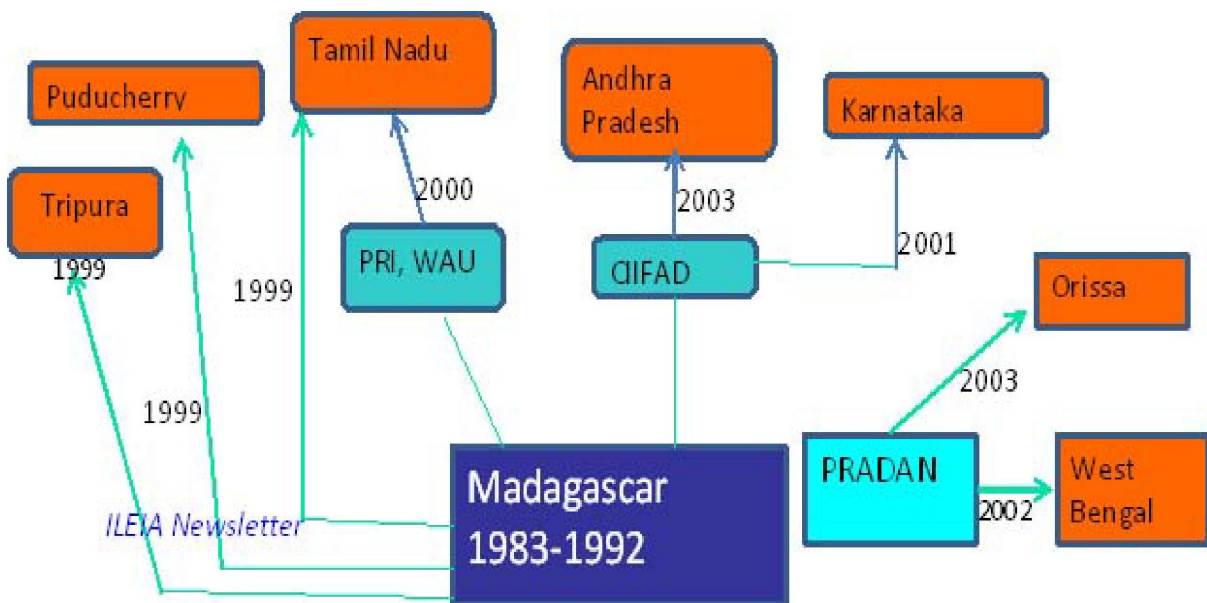 Tamil Nadu
Puducherry
Andhra
Pradesh
Karnataka
Tripura
1999
2000
2003
2001
PRI, WAU
CIIFAD
1999
Orissa
2003
1999
PRADAN
West
Bengal
2002
Madagascar
1983-1992
ILEIA Newsletter